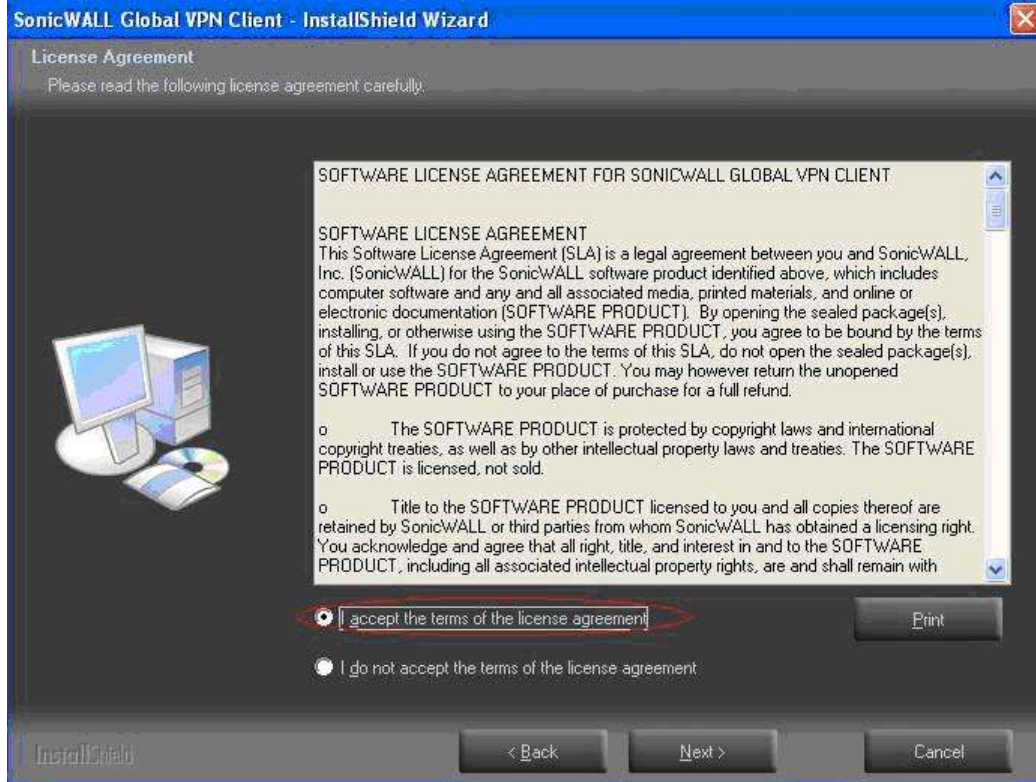 SonicWALL Global VPN Client - InstallShield Wizard
License Agreement
Please read the following license agreement carefully.
SOFTWARE LICENSE AGREEMENT FOR SONICWALL GLOBAL VPN CLIENT
SOFTWARE LICENSE AGREEMENT
This Software License Agreement (SLA) is a legal agreement between you and SonicWALL,
Inc. (SonicWALL) for the SonicWALL software product identified above, which includes
computer software and any and all associated media, printed materials, and online or
electronic documentation (SOFTWARE PRODUCT). By opening the sealed package(s),
installing, or otherwise using the SOFTWARE PRODUCT, you agree to be bound by the terms
of this SLA. If you do not agree to the terms of this SLA, do not open the sealed package(s),
install or use the SOFTWARE PRODUCT. You may however return the unopened
SOFTWARE PRODUCT to your place of purchase for a full refund.
o The SOFTWARE PRODUCT is protected by copyright laws and international
copyright treaties, as well as by other intellectual property laws and treaties. The SOFTWARE
PRODUCT is licensed, not sold.
o Title to the SOFTWARE PRODUCT licensed to you and all copies thereof are
retained by SonicWALL or third parties from whom SonicWALL has obtained a licensing right.
You acknowledge and agree that all right, title, and interest in and to the SOFTWARE
PRODUCT, including all associated intellectual property rights, are and shall remain with
I accept the terms of the license agreement
Print
I do not accept the terms of the license agreement
InstallShield
< Back
Next >
Cancel